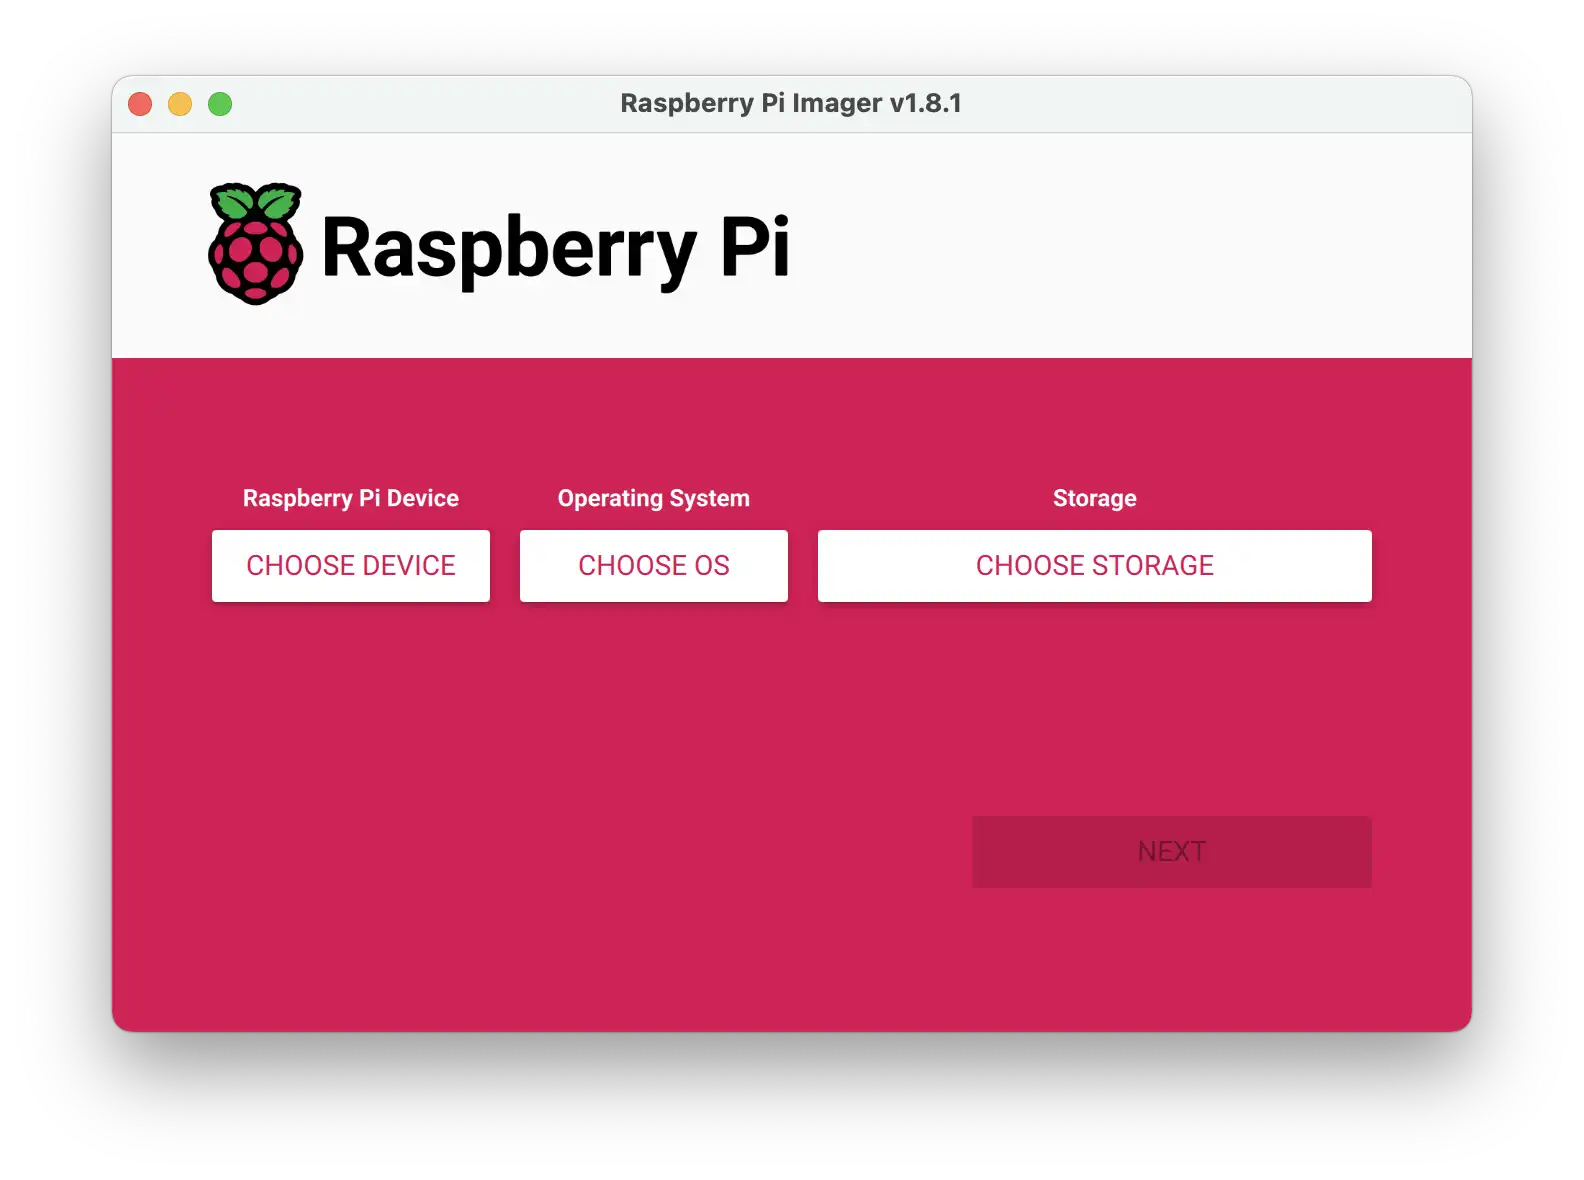 Raspberry Pi Imager v1.8.1
Raspberry Pi
Raspberry Pi Device
Operating System
Storage
CHOOSE DEVICE
CHOOSE OS
CHOOSE STORAGE
NEXT